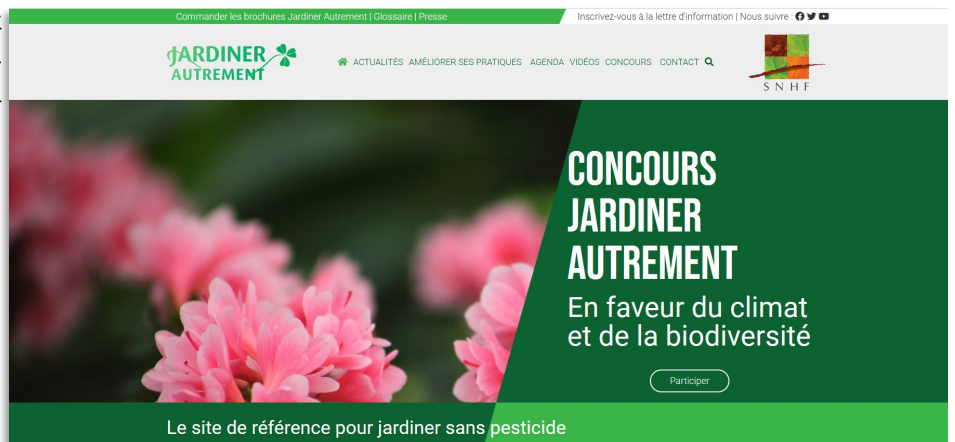 Commander les brochures Jardiner Autrement | Glossaire | Presse
Inscrivez-vous à la lettre d'information | Nous suivre :
JARDINER
AUTREMENT
ACTUALITÉS AMÉLIORER SES PRATIQUES AGENDA VIDÉOS CONCOURS CONTACT
SNHF
CONCOURS
JARDINER
AUTREMENT
En faveur du climat
et de la biodiversité
Participer
Le site de référence pour jardiner sans pesticide